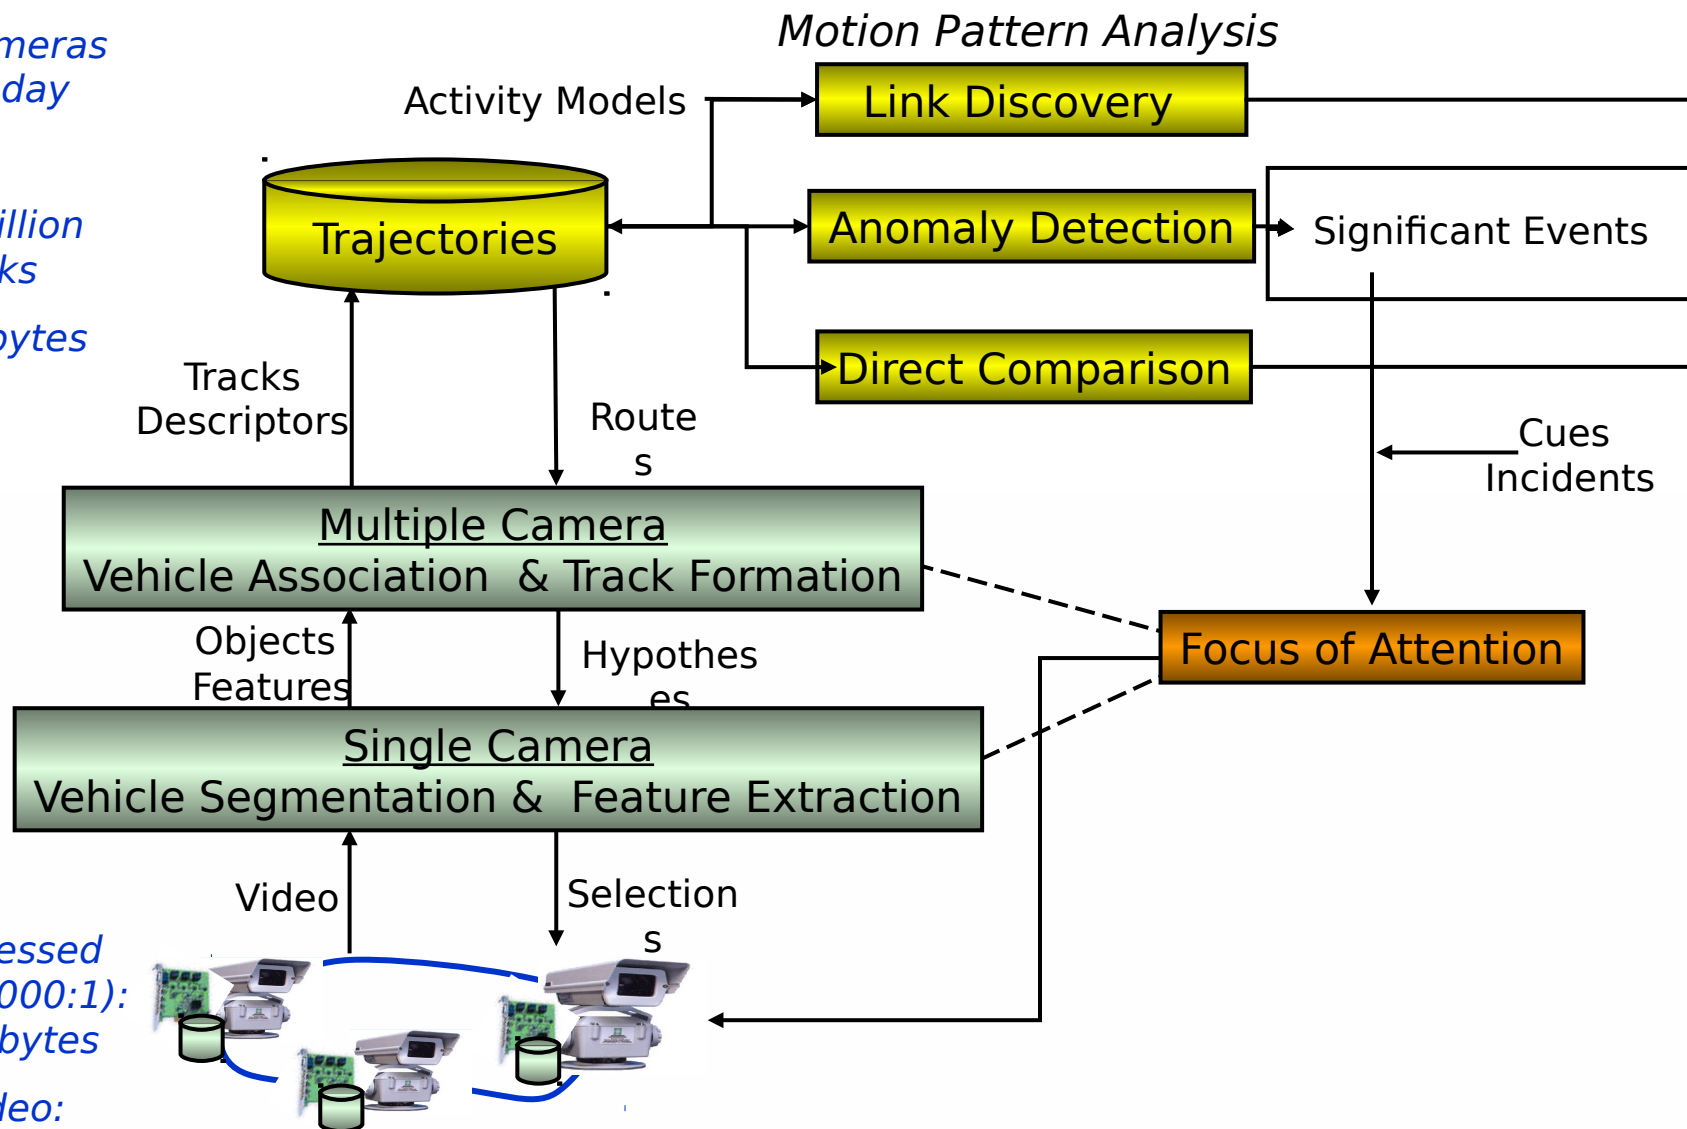 Motion Pattern Analysis
meras
day
Activity Models
Link Discovery
illion
ks
Trajectories
Anomaly Detection
Significant Events
bytes
Tracks
Descriptors
Direct Comparison
Route
s
Cues
Incidents
Multiple Camera
Vehicle Association & Track Formation
Objects
Features
Hypothes
es
Focus of Attention
Single Camera
Vehicle Segmentation & Feature Extraction
Video
Selection
s
essed
000:1):
bytes
deo: